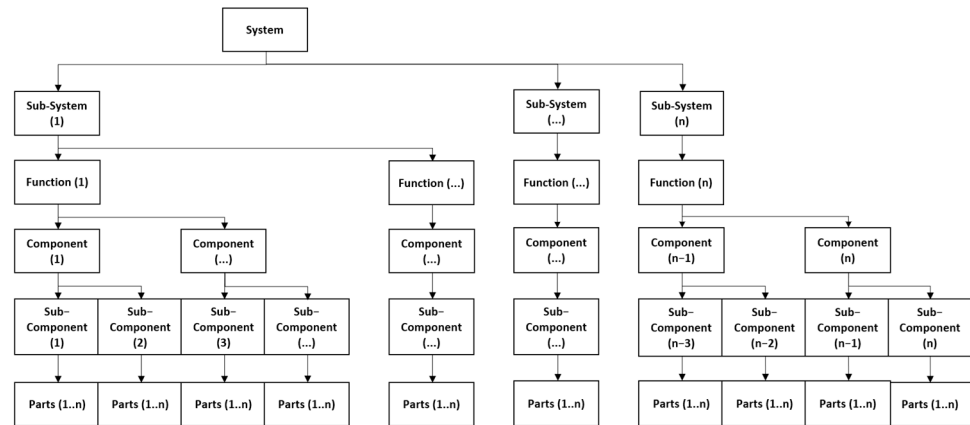 System
Sub-System
(1)
Sub-System
(...)
Sub-System
(n)
Function (1)
Function (...)
Function (...)
Function (n)
Component
(1)
Component
(...)
Component
(...)
Component
(...)
Component
(n−1)
Component
(n)
Sub–
Component
(1)
Sub–
Component
(2)
Sub–
Component
(3)
Sub–
Component
(...)
Sub–
Component
(...)
Sub–
Component
(...)
Sub–
Component
(n−3)
Sub–
Component
(n−2)
Sub–
Component
(n−1)
Sub–
Component
(n)
Parts (1..n)
Parts (1..n)
Parts (1..n)
Parts (1..n)
Parts (1..n)
Parts (1..n)
Parts (1..n)
Parts (1..n)
Parts (1..n)
Parts (1..n)